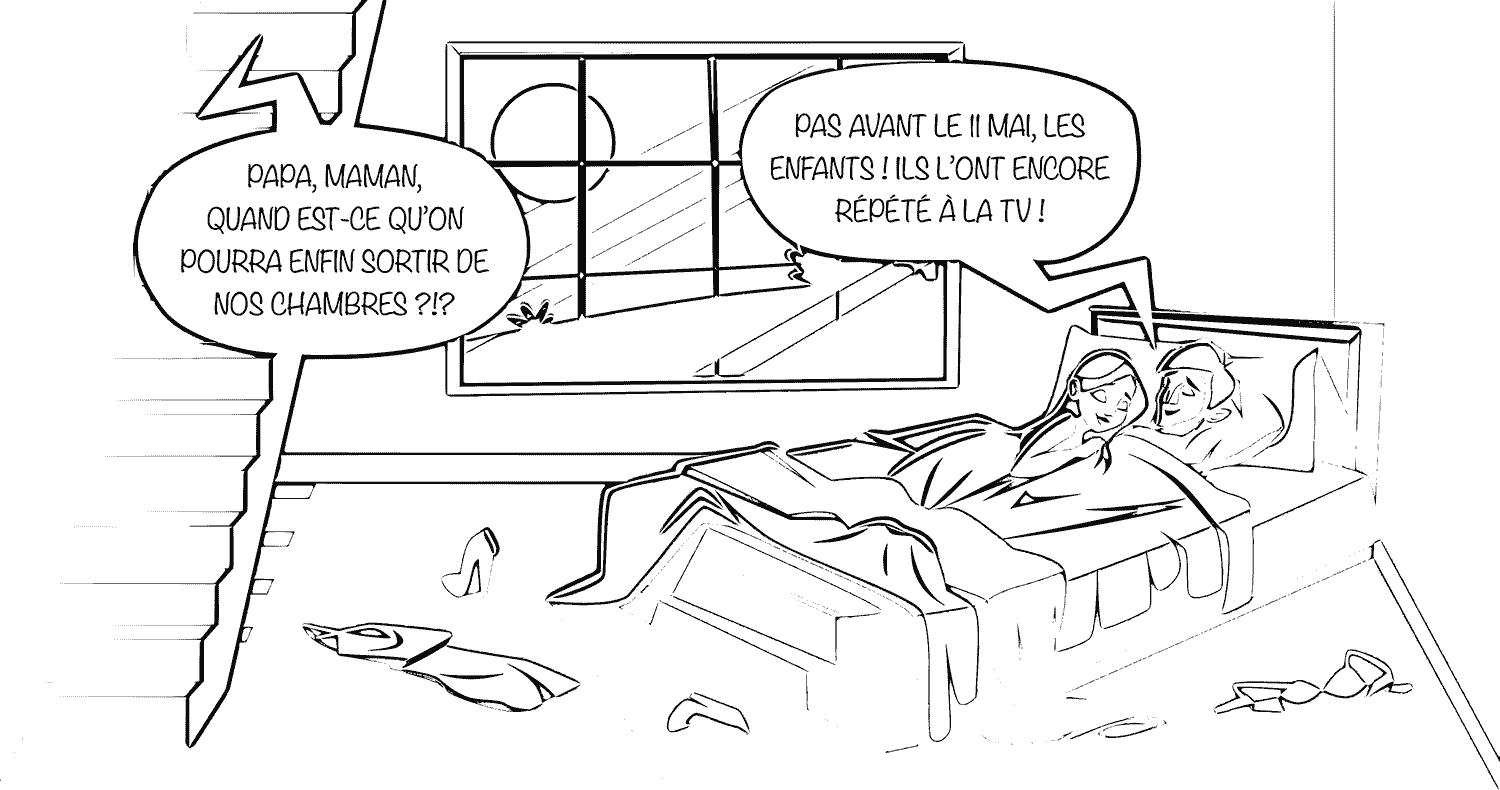 PAPA, MAMAN,
QUAND EST-CE QU'ON
POURRA ENFIN SORTIR DE
NOS CHAMBRES ?!?
PAS AVANT LE 11 MAI, LES
ENFANTS ! ILS L'ONT ENCORE
RÉPÉTÉ À LA TV !